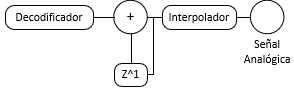 Decodificador
+
Interpolador
Z^1
Señal
Analógica